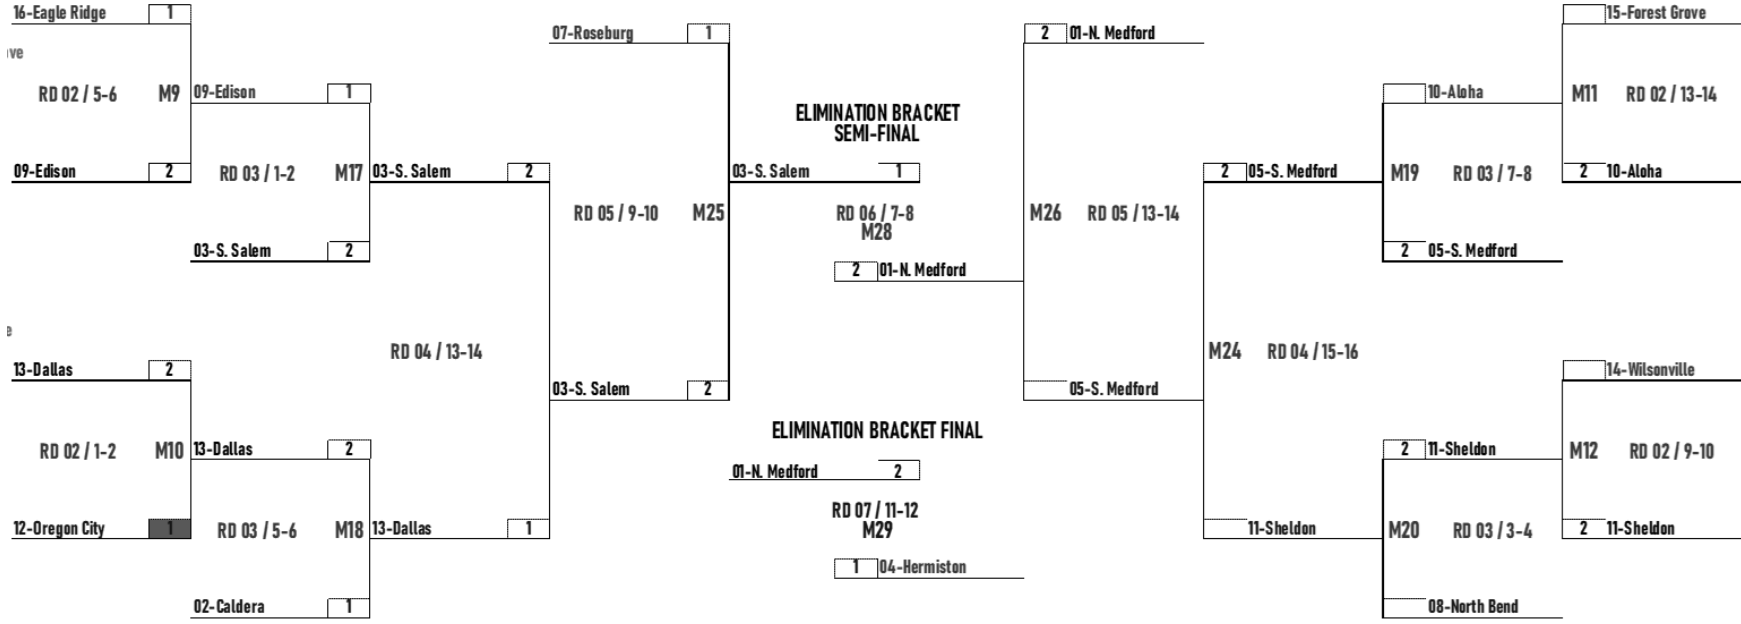 16-Eagle Ridge 1
07-Roseburg 1
2 01-N. Medford
15-Forest Grove
ve
RD 02 / 5-6 M9
09-Edison 1
10-Aloha
M11 RD 02 / 13-14
ELIMINATION BRACKET
SEMI-FINAL
09-Edison 2
RD 03 / 1-2 M17
03-S. Salem 2
03-S. Salem 1
2 05-S. Medford
M19 RD 03 / 7-8
2 10-Aloha
RD 05 / 9-10 M25
RD 06 / 7-8
M28
M26 RD 05 / 13-14
03-S. Salem 2
2 05-S. Medford
2 01-N. Medford
e
RD 04 / 13-14
M24 RD 04 / 15-16
13-Dallas 2
14-Wilsonville
03-S. Salem 2
05-S. Medford
ELIMINATION BRACKET FINAL
RD 02 / 1-2 M10
13-Dallas 2
2 11-Sheldon
M12 RD 02 / 9-10
01-N. Medford 2
RD 07 / 11-12
M29
12-Oregon City 1
RD 03 / 5-6 M18
13-Dallas 1
11-Sheldon
M20 RD 03 / 3-4
2 11-Sheldon
1 04-Hermiston
02-Caldera 1
08-North Bend